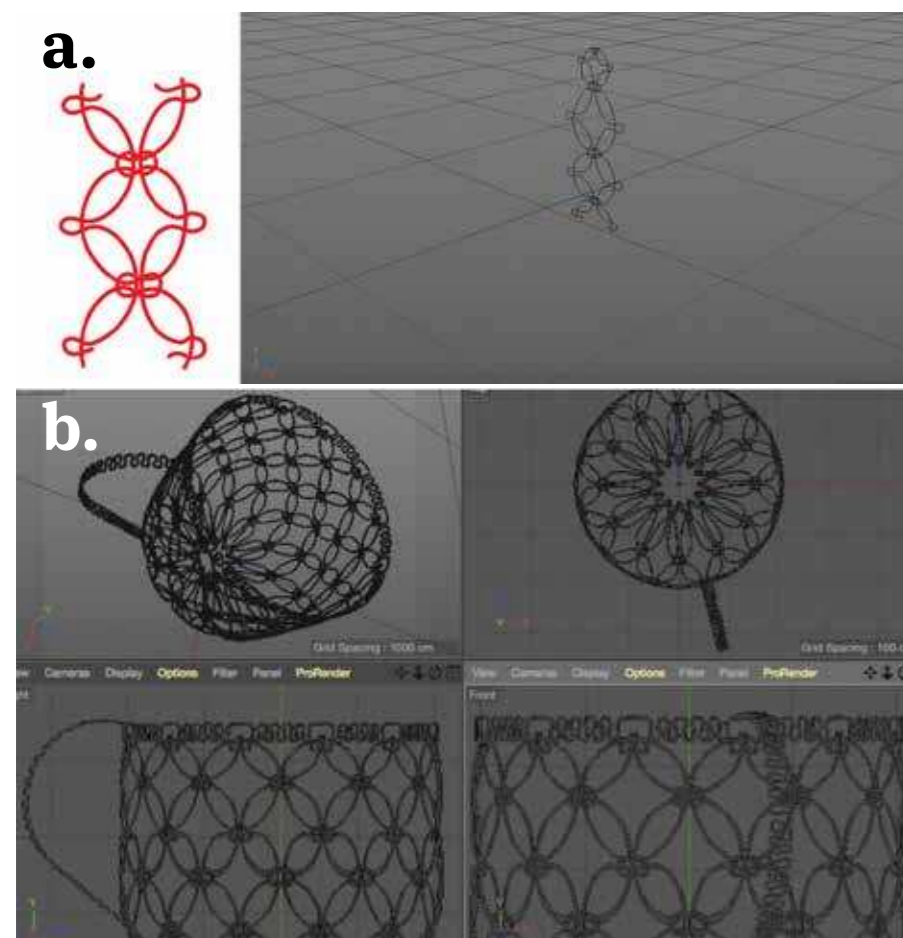 a.
b.
Grid Spacing : 1000 cm
Grid Spacing : 100
Cameras Display Options Filter Panel ProRender
View Cameras Display Options Filter Panel ProRender
Front